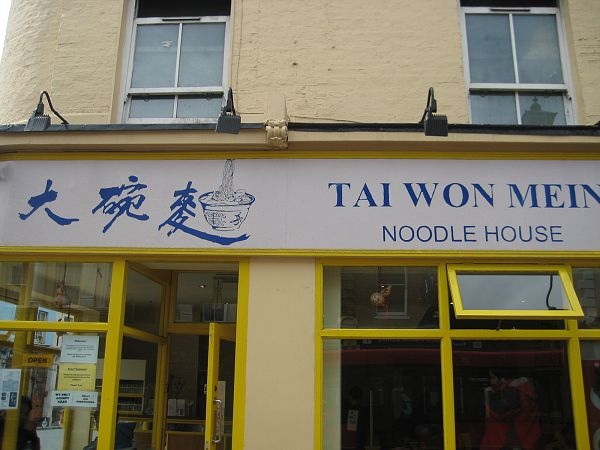 大碗麥
TAI WON MEIN
NOODLE HOUSE
OPEN